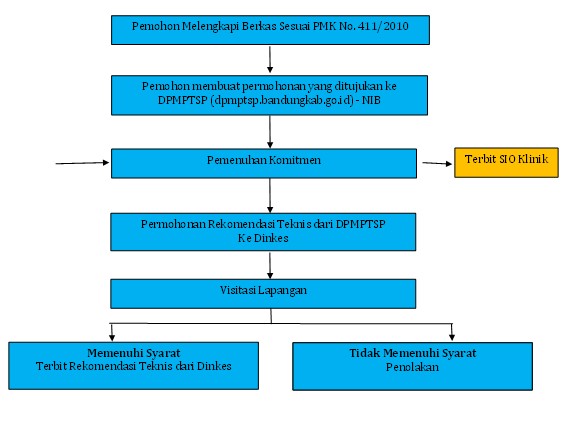 Pemohon Melengkapi Berkas Sesuai PMK No. 411/2010
Pemohon membuat permohonan yang ditujukan ke
DPMPTSP (dpmptsp.bandungkab.go.id) - NIB
Pemenuhan Komitmen
Terbit SIO Klinik
Permohonan Rekomendasi Teknis dari DPMPTSP
Ke Dinkes
Visitasi Lapangan
Memenuhi Syarat
Terbit Rekomendasi Teknis dari Dinkes
Tidak Memenuhi Syarat
Penolakan